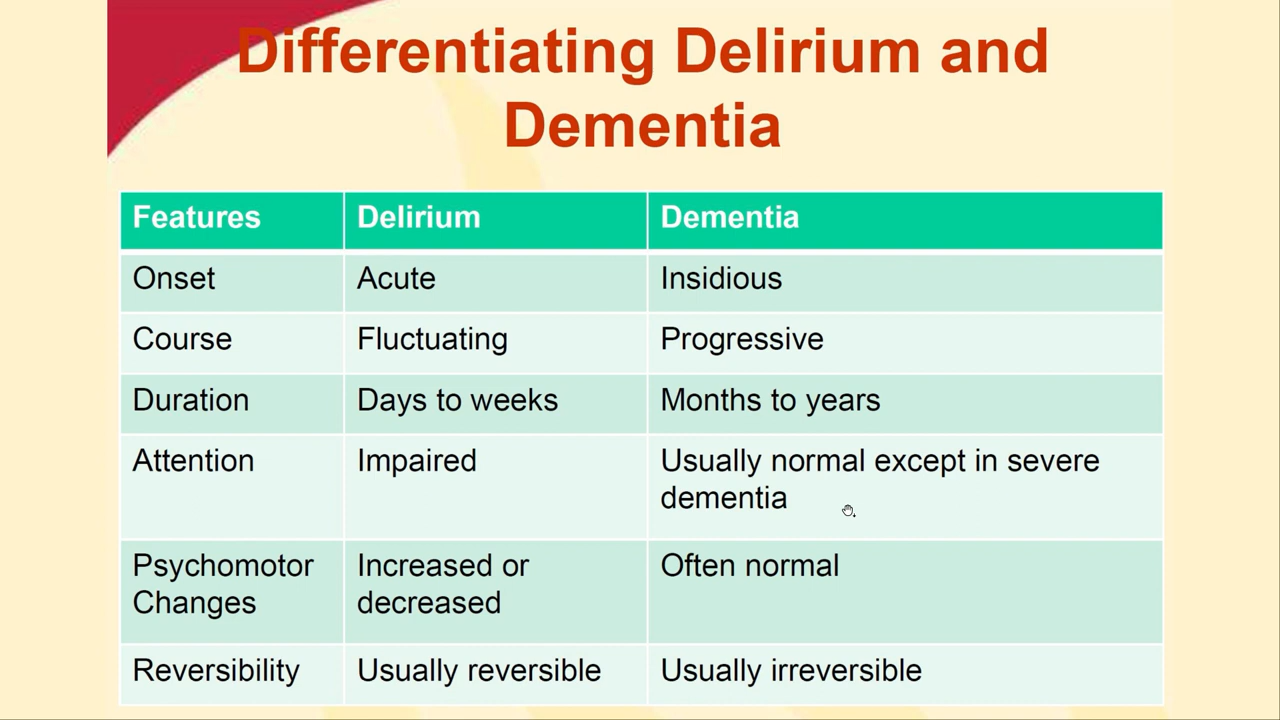 Differentiating Delirium and
Dementia
Features Delirium Dementia
Onset Acute Insidious
Course Fluctuating Progressive
Duration Days to weeks Months to years
Attention Impaired Usually normal except in severe
dementia
Psychomotor Increased or Often normal
Changes decreased
Reversibility Usually reversible Usually irreversible